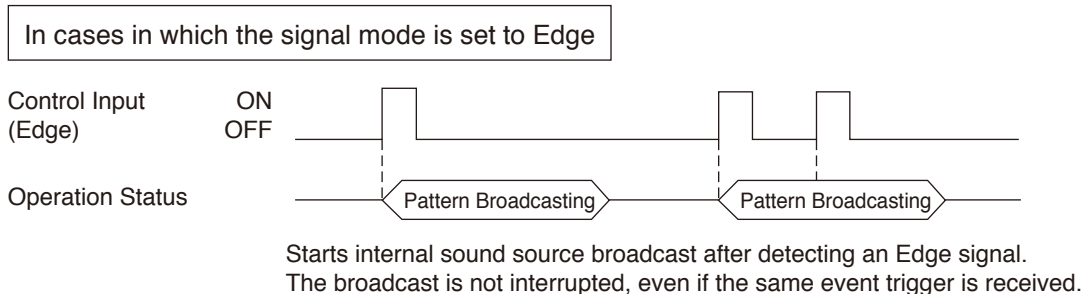 In cases in which the signal mode is set to Edge
Control Input ON
(Edge) OFF
Operation Status Pattern Broadcasting Pattern Broadcasting
Starts internal sound source broadcast after detecting an Edge signal.
The broadcast is not interrupted, even if the same event trigger is received.